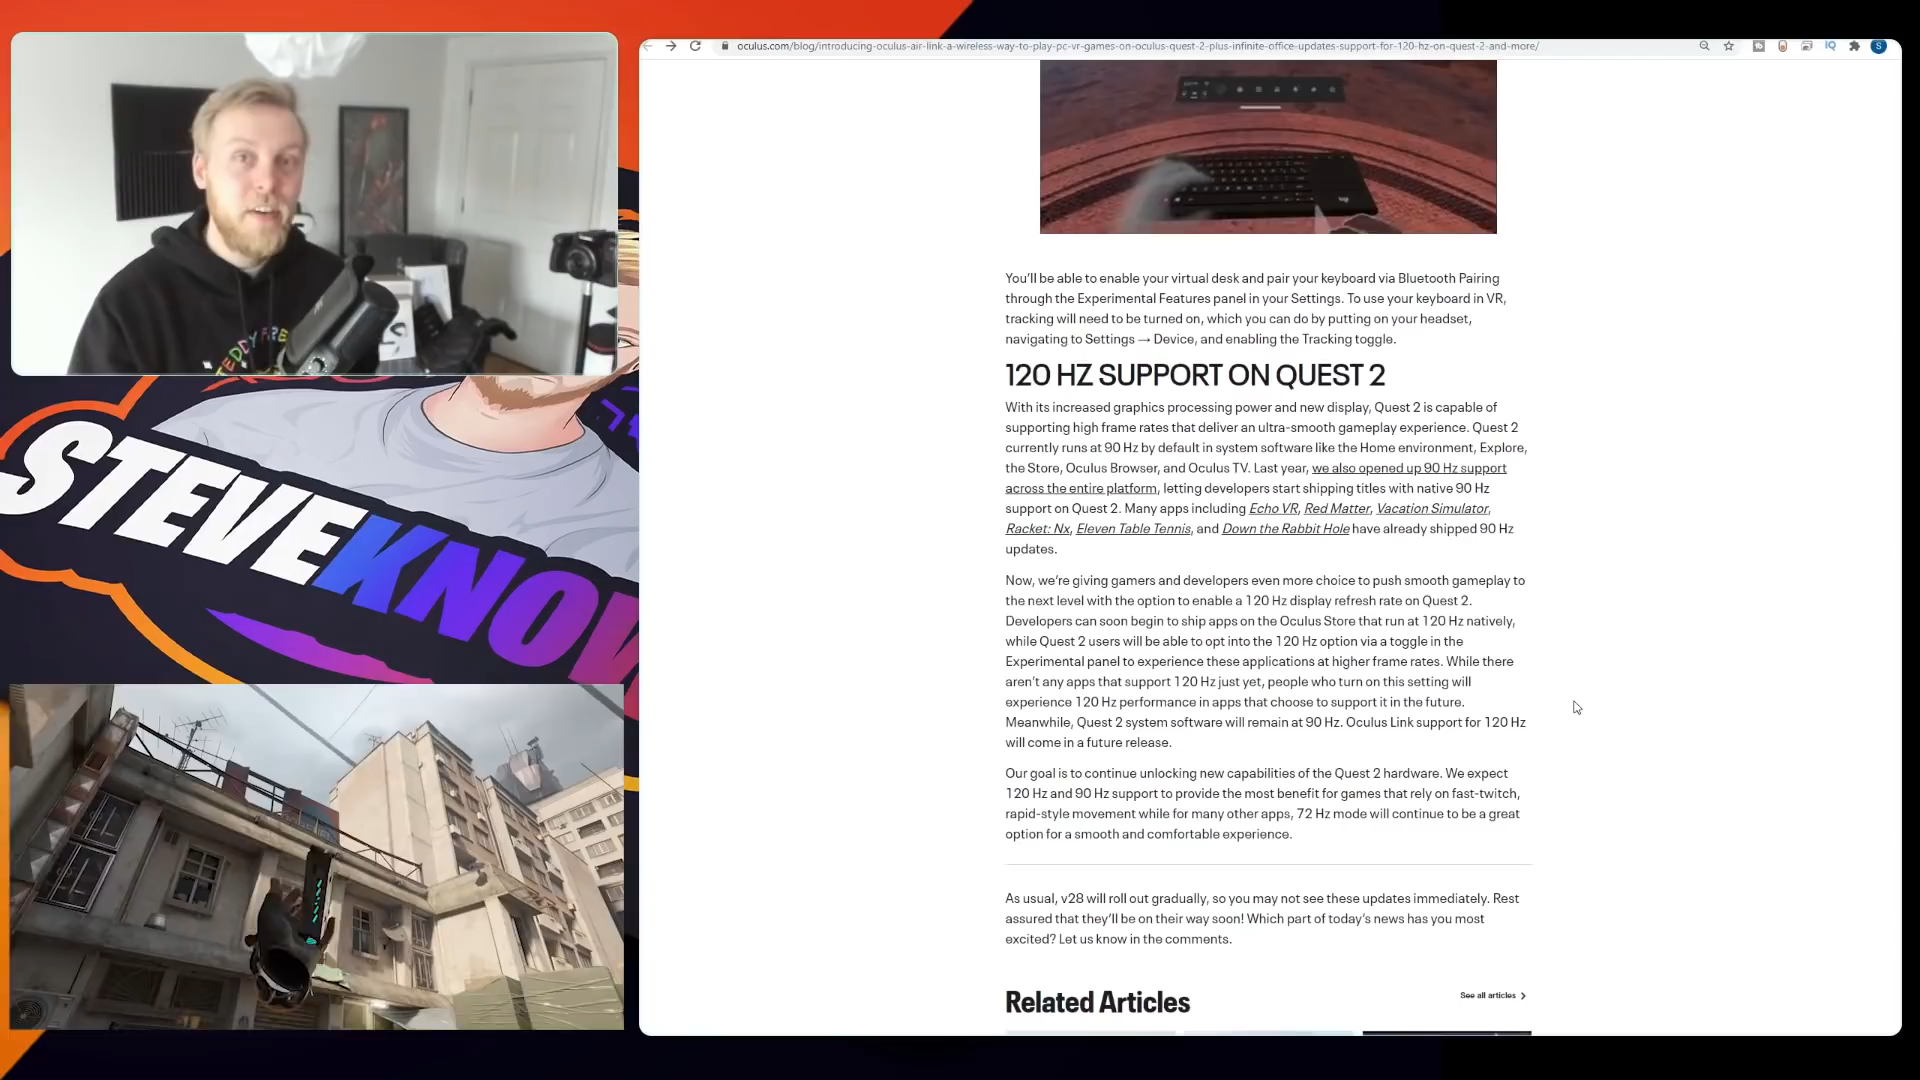 oculus.com/blog/introducing-oculus-air-link-a-wireless-way-to-play-pc-vr-games-on-oculus-quest-2-plus-infinite-office-updates-support-for-120-hz-on-quest-2-and-more/
IQ
S
You'll be able to enable your virtual desk and pair your keyboard via Bluetooth Pairing
through the Experimental Features panel in your Settings. To use your keyboard in VR,
tracking will need to be turned on, which you can do by putting on your headset,
navigating to Settings → Device, and enabling the Tracking toggle.
120 HZ SUPPORT ON QUEST 2
With its increased graphics processing power and new display, Quest 2 is capable of
supporting high frame rates that deliver an ultra-smooth gameplay experience. Quest 2
currently runs at 90 Hz by default in system software like the Home environment, Explore,
the Store, Oculus Browser, and Oculus TV. Last year, we also opened up 90 Hz support
across the entire platform, letting developers start shipping titles with native 90 Hz
support on Quest 2. Many apps including Echo VR, Red Matter, Vacation Simulator,
Racket: Nx, Eleven Table Tennis, and Down the Rabbit Hole have already shipped 90 Hz
updates.
Now, we're giving gamers and developers even more choice to push smooth gameplay to
the next level with the option to enable a 120 Hz display refresh rate on Quest 2.
Developers can soon begin to ship apps on the Oculus Store that run at 120 Hz natively,
while Quest 2 users will be able to opt into the 120 Hz option via a toggle in the
Experimental panel to experience these applications at higher frame rates. While there
aren't any apps that support 120 Hz just yet, people who turn on this setting will
experience 120 Hz performance in apps that choose to support it in the future.
Meanwhile, Quest 2 system software will remain at 90 Hz. Oculus Link support for 120 Hz
will come in a future release.
Our goal is to continue unlocking new capabilities of the Quest 2 hardware. We expect
120 Hz and 90 Hz support to provide the most benefit for games that rely on fast-twitch,
rapid-style movement while for many other apps, 72 Hz mode will continue to be a great
option for a smooth and comfortable experience.
As usual, v28 will roll out gradually, so you may not see these updates immediately. Rest
assured that they'll be on their way soon! Which part of today's news has you most
excited? Let us know in the comments.
Related Articles
See all articles
STEVEKNOW